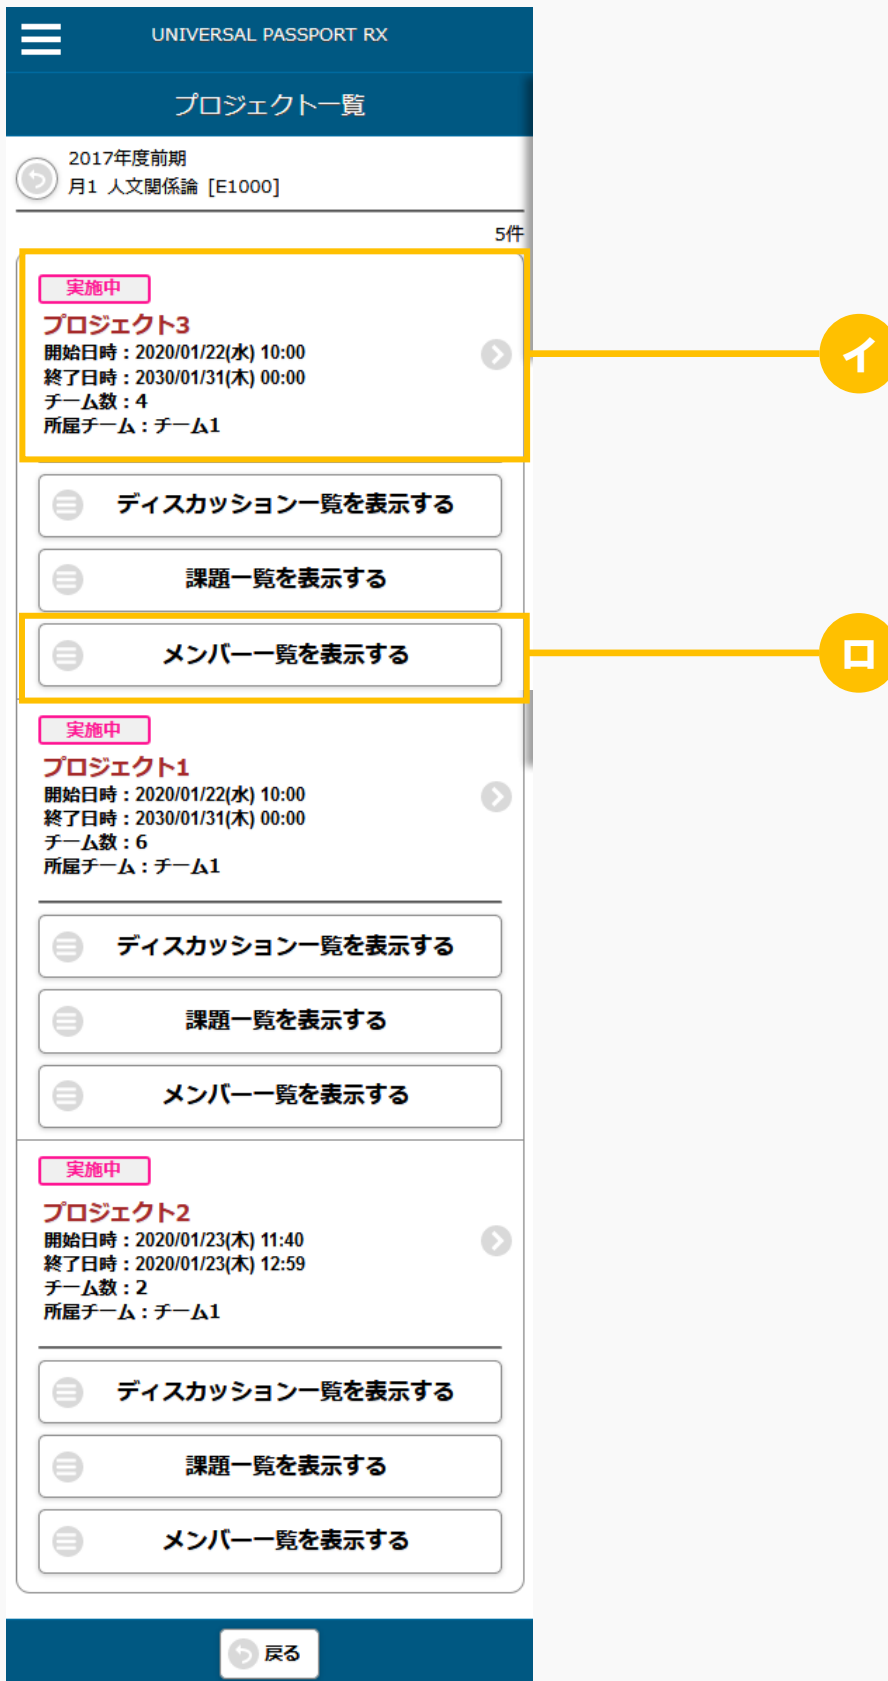 UNIVERSAL PASSPORT RX
プロジェクト一覧
2017年度前期
月1 人文関係論 [E1000]
5件
実施中
プロジェクト3
開始日時：2020/01/22(水) 10:00
終了日時：2030/01/31(木) 00:00
チーム数：4
所属チーム：チーム1
イ
ディスカッション一覧を表示する
課題一覧を表示する
メンバー一覧を表示する
ロ
実施中
プロジェクト1
開始日時：2020/01/22(水) 10:00
終了日時：2030/01/31(木) 00:00
チーム数：6
所属チーム：チーム1
ディスカッション一覧を表示する
課題一覧を表示する
メンバー一覧を表示する
実施中
プロジェクト2
開始日時：2020/01/23(木) 11:40
終了日時：2020/01/23(木) 12:59
チーム数：2
所属チーム：チーム1
ディスカッション一覧を表示する
課題一覧を表示する
メンバー一覧を表示する
戻る